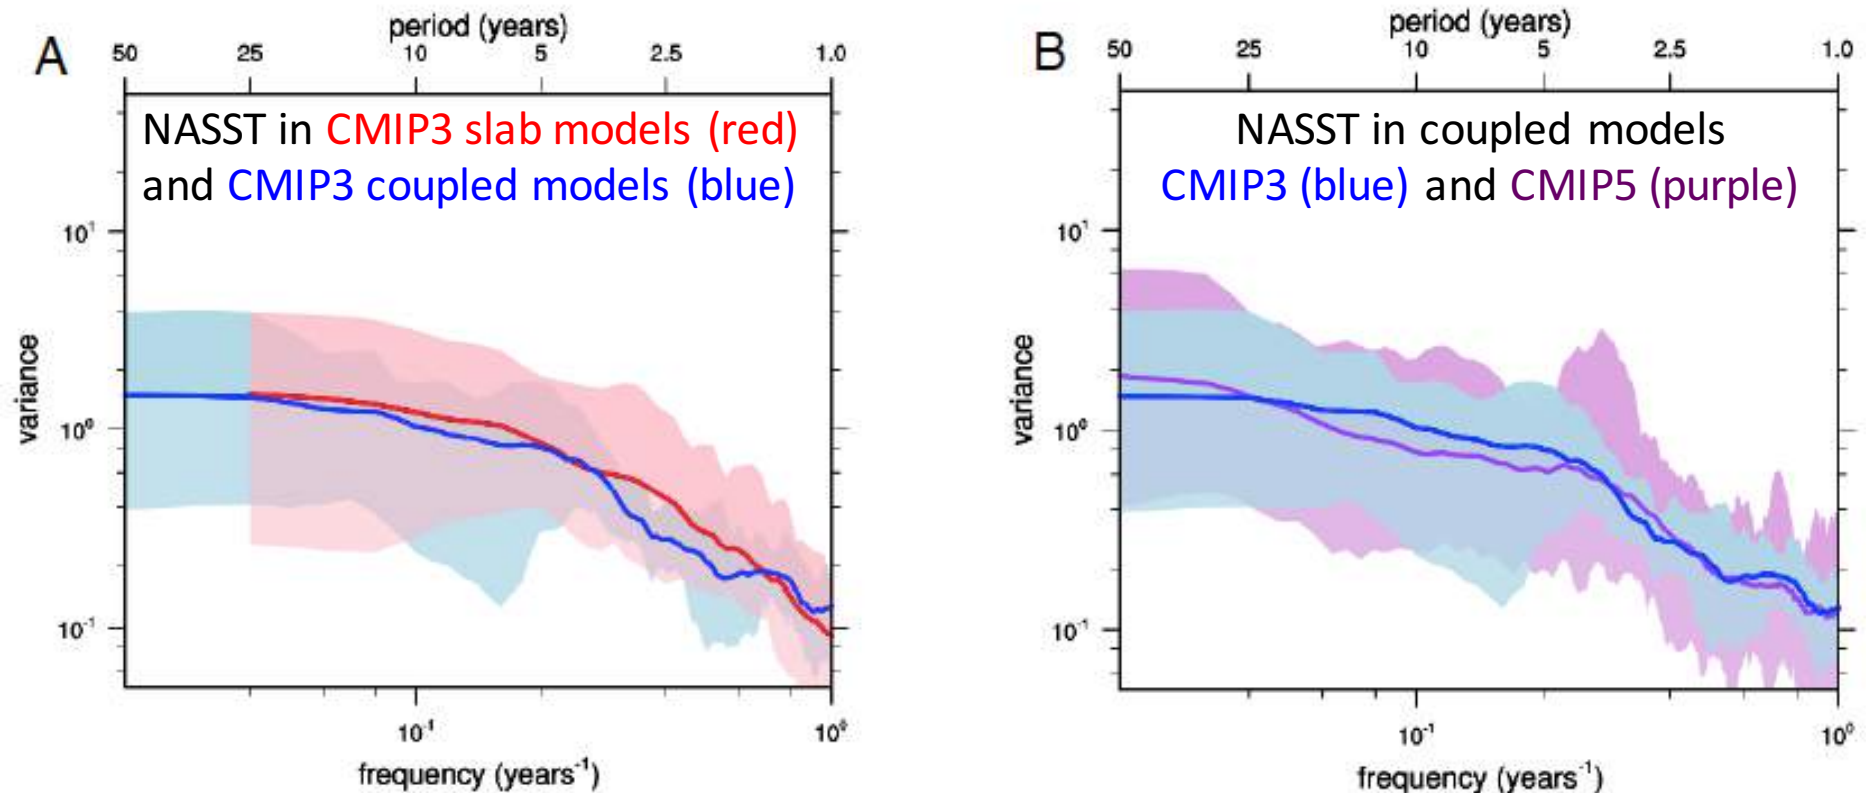 A
period (years)
50 25 10 5 2.5 1.0
NASST in CMIP3 slab models (red)
and CMIP3 coupled models (blue)
variance
10¹
10⁰
10⁻¹
10⁻¹ 10⁰
frequency (years⁻¹)
B
period (years)
50 25 10 5 2.5 1.0
NASST in coupled models
CMIP3 (blue) and CMIP5 (purple)
variance
10¹
10⁰
10⁻¹
10⁻¹ 10⁰
frequency (years⁻¹)